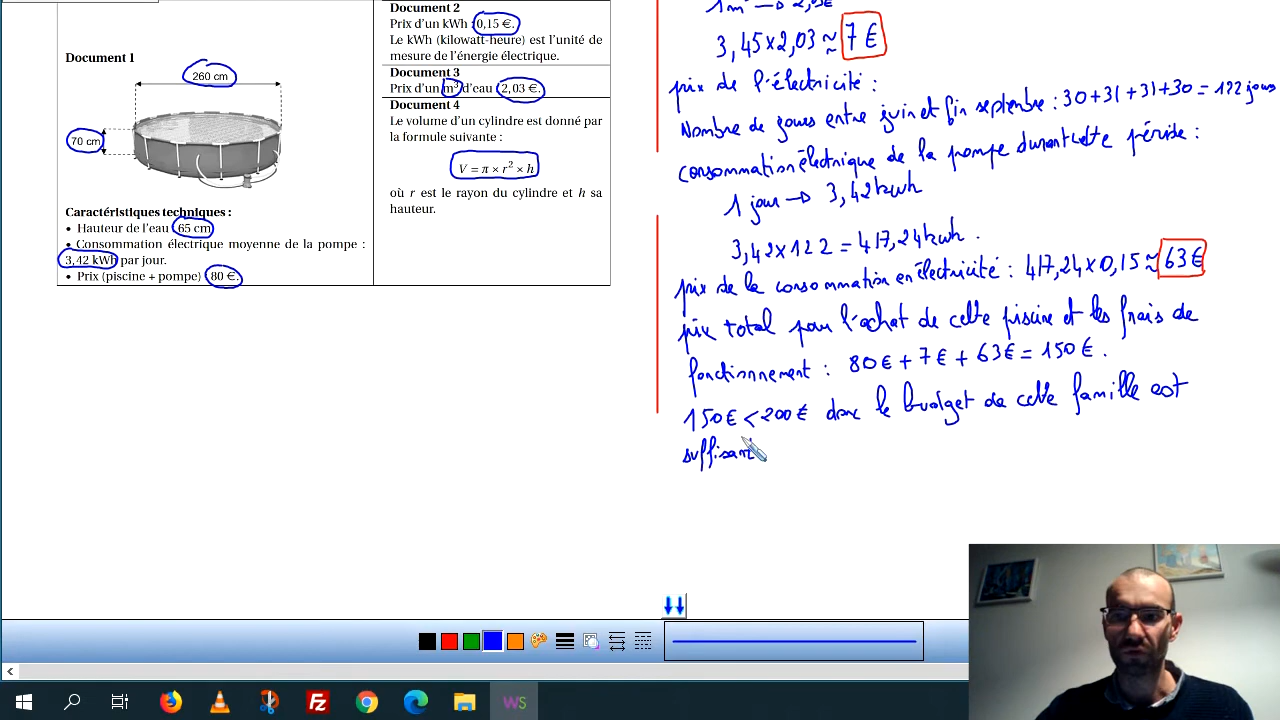 Document 1
260 cm
70 cm
Caractéristiques techniques :
• Hauteur de l'eau : 65 cm
• Consommation électrique moyenne de la pompe :
3,42 kWh par jour.
• Prix (piscine + pompe) : 80 €.
Document 2
Prix d'un kWh : 0,15 €.
Le kWh (kilowatt-heure) est l'unité de
mesure de l'énergie électrique.
Document 3
Prix d'un m³ d'eau : 2,03 €.
Document 4
Le volume d'un cylindre est donné par
la formule suivante :
V = π × r² × h
où r est le rayon du cylindre et h sa
hauteur.
1 m³ → 2,03€
3,45×2,03 ≈ 7€
prix de l'électricité :
Nombre de jours entre juin et fin septembre : 30+31+31+30 = 122 jours
consommation électrique de la pompe durant cette période :
1 jour → 3,42 kwh
3,42×122 = 417,24 kwh.
prix de la consommation en électricité : 417,24×0,15 ≈ 63€
prix total pour l'achat de cette piscine et les frais de
fonctionnement : 80€ + 7€ + 63€ = 150€.
150€ < 200€ donc le budget de cette famille est
suffisant
WS